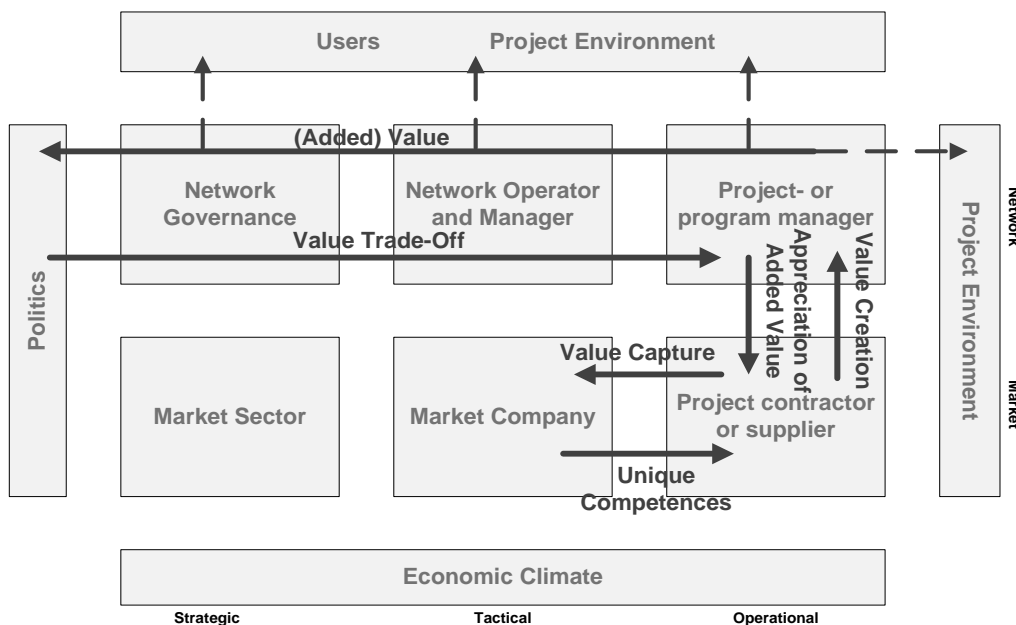 Users Project Environment
(Added) Value
Network
Governance
Network Operator
and Manager
Project- or
program manager
Value Trade-Off
Politics
Appreciation of
Added Value
Value Creation
Project Environment
Network
Value Capture
Market Sector
Market Company
Project contractor
or supplier
Market
Unique
Competences
Economic Climate
Strategic
Tactical
Operational